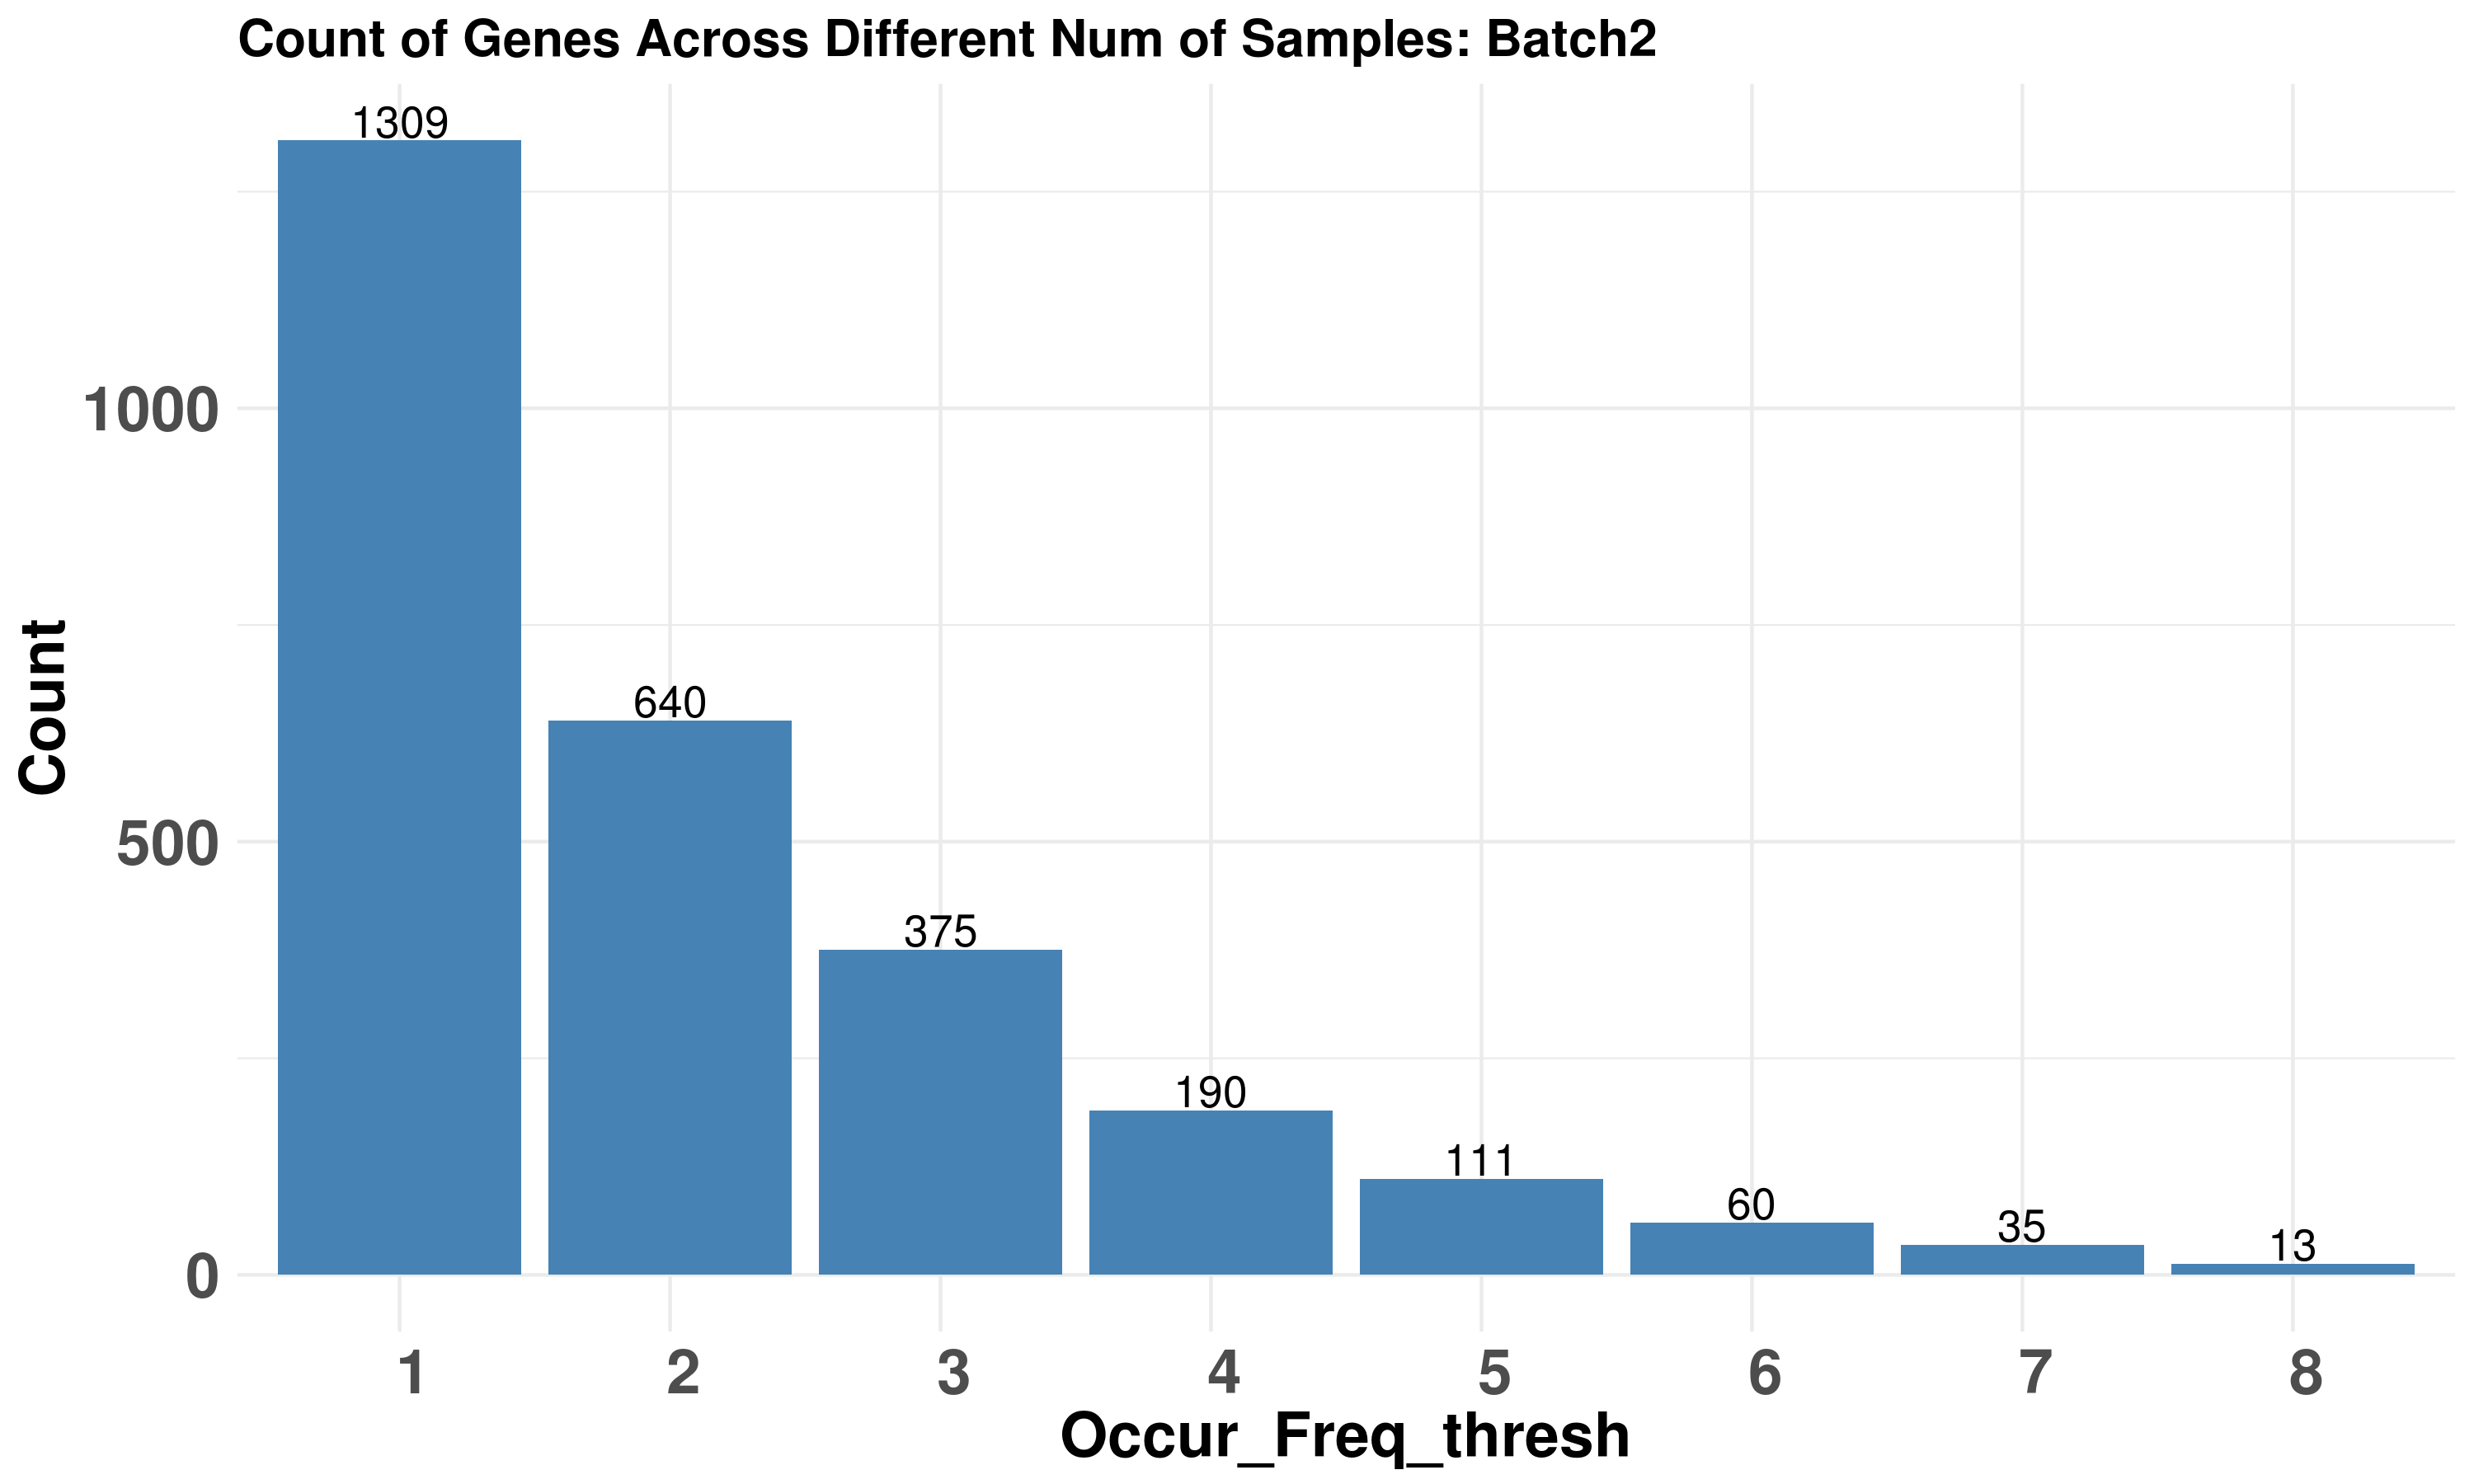 Count of Genes Across Different Num of Samples: Batch2
1309
1000
640
Count
500
375
190
111
60
35
13
0
1 2 3 4 5 6 7 8
Occur_Freq_thresh